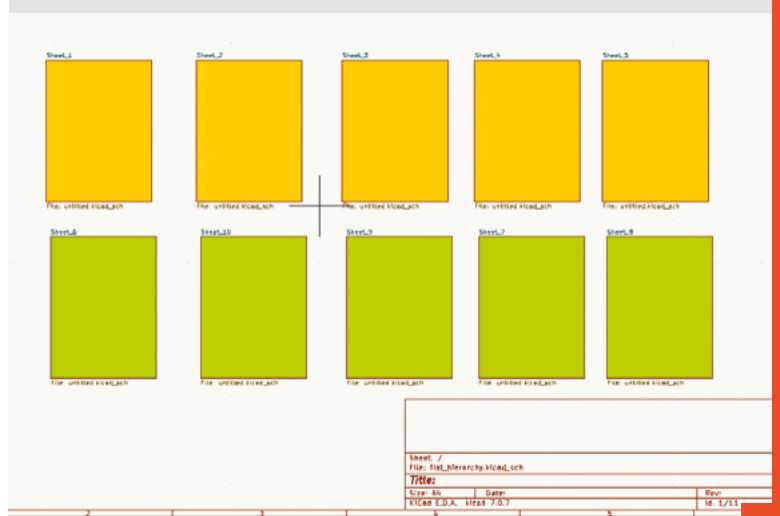 Sheet_1 Sheet_2 Sheet_3 Sheet_4 Sheet_5
File: untitled.kicad_sch File: untitled.kicad_sch File: untitled.kicad_sch File: untitled.kicad_sch File: untitled.kicad_sch
Sheet_6 Sheet_10 Sheet_9 Sheet_7 Sheet_8
File: untitled.kicad_sch File: untitled.kicad_sch File: untitled.kicad_sch File: untitled.kicad_sch File: untitled.kicad_sch
Sheet: /
File: flat_hierarchy.kicad_sch
Title:
Size: A4 Date: Rev:
KiCad E.D.A. kicad 7.0.7 Id: 1/11
2 3 4 5